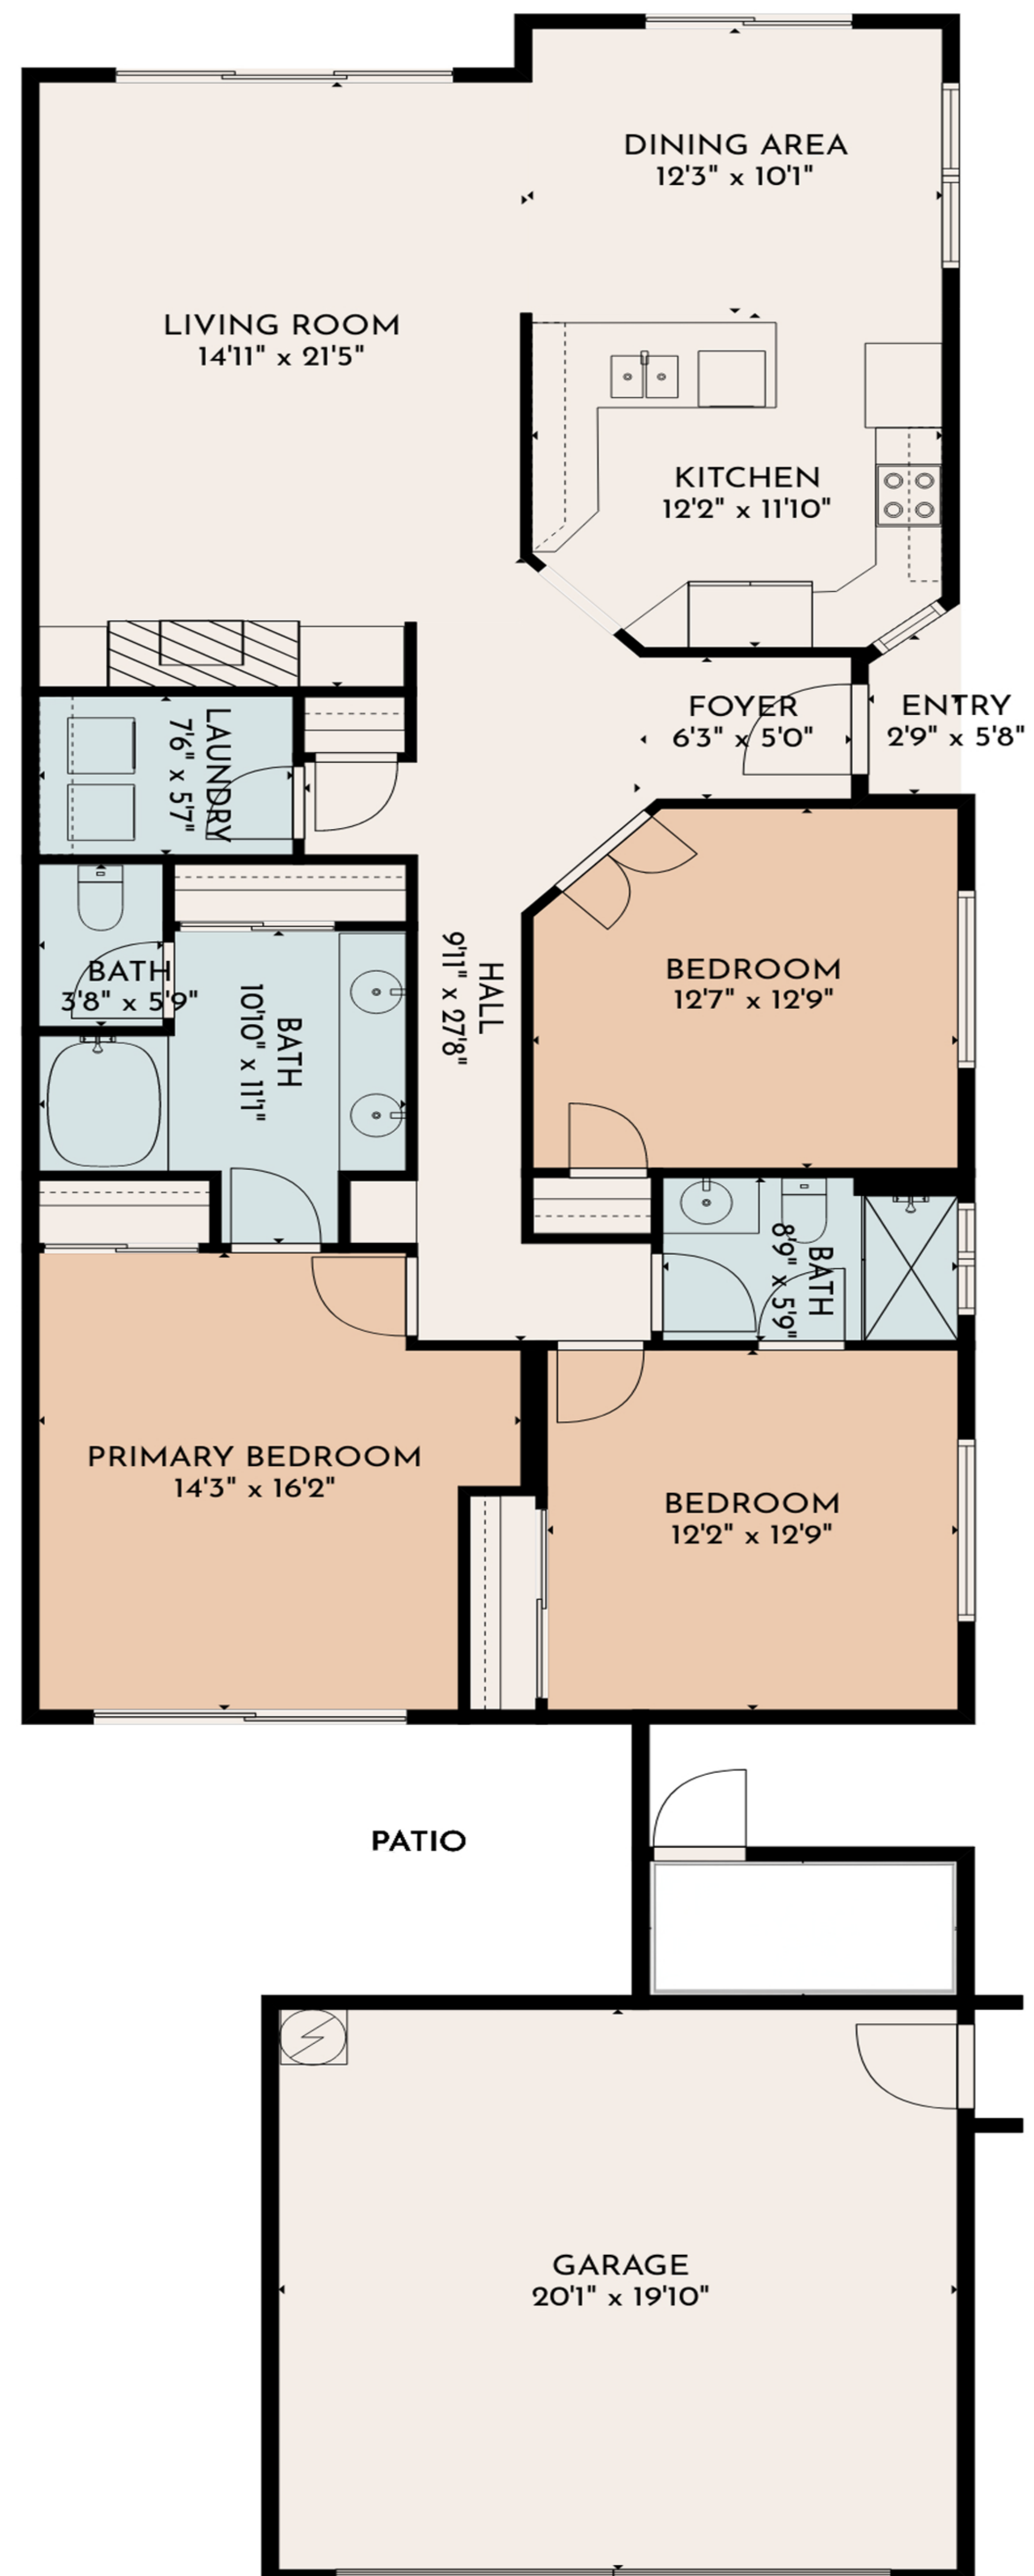 DINING AREA
12'3" x 10'1"
LIVING ROOM
14'11" x 21'5"
KITCHEN
12'2" x 11'10"
FOYER
6'3" x 5'0"
ENTRY
2'9" x 5'8"
LAUNDRY
7'6" x 5'7"
BATH
3'8" x 5'9"
BATH
10'10" x 11'1"
HALL
9'11" x 27'8"
BEDROOM
12'7" x 12'9"
BATH
8'9" x 5'9"
PRIMARY BEDROOM
14'3" x 16'2"
BEDROOM
12'2" x 12'9"
PATIO
GARAGE
20'1" x 19'10"